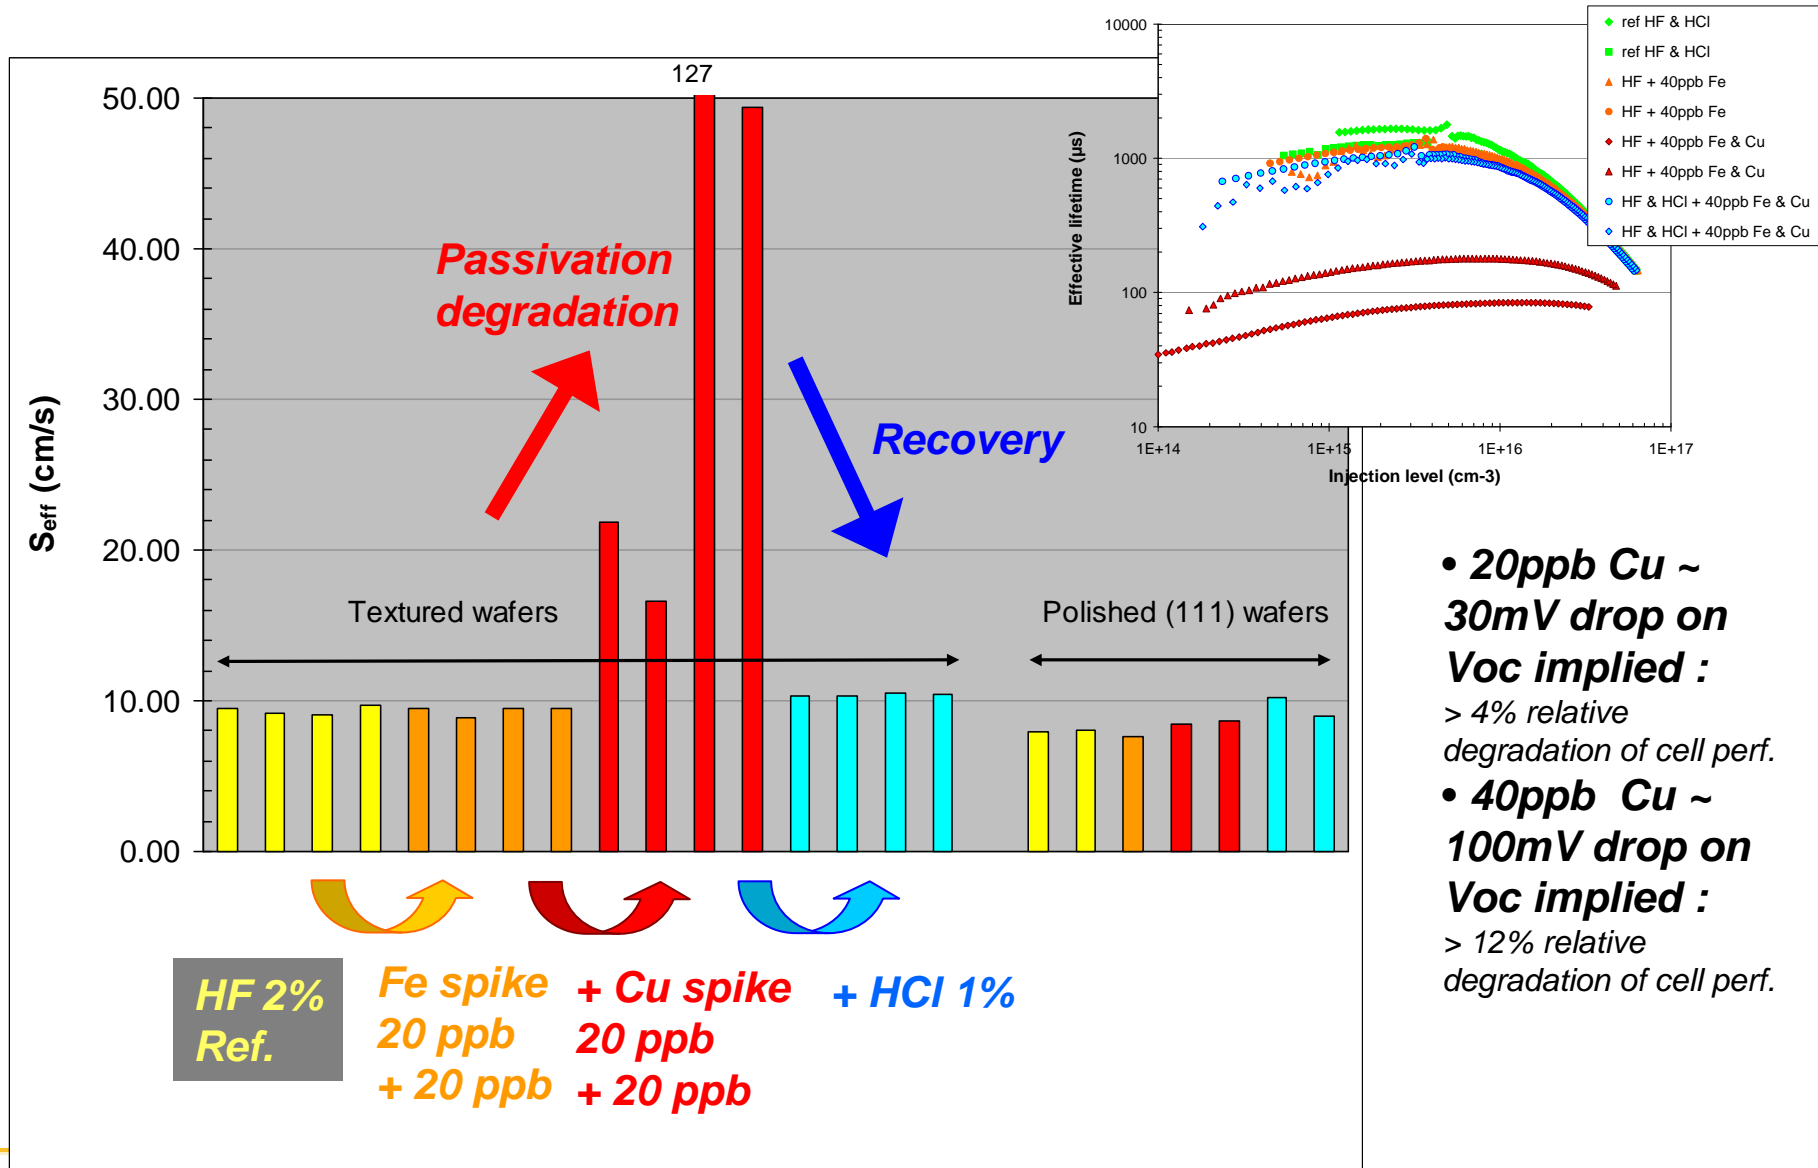 127
50.00
40.00
30.00
20.00
10.00
0.00
Seff (cm/s)
Passivation
degradation
Recovery
Textured wafers
Polished (111) wafers
HF 2%
Ref.
Fe spike
20 ppb
+ 20 ppb
+ Cu spike
20 ppb
+ 20 ppb
+ HCl 1%
10000
1000
100
10
Effective lifetime (µs)
1E+14
1E+15
1E+16
1E+17
Injection level (cm-3)
ref HF & HCl
ref HF & HCl
HF + 40ppb Fe
HF + 40ppb Fe
HF + 40ppb Fe & Cu
HF + 40ppb Fe & Cu
HF & HCl + 40ppb Fe & Cu
HF & HCl + 40ppb Fe & Cu
• 20ppb Cu ~
30mV drop on
Voc implied :
> 4% relative
degradation of cell perf.
• 40ppb Cu ~
100mV drop on
Voc implied :
> 12% relative
degradation of cell perf.